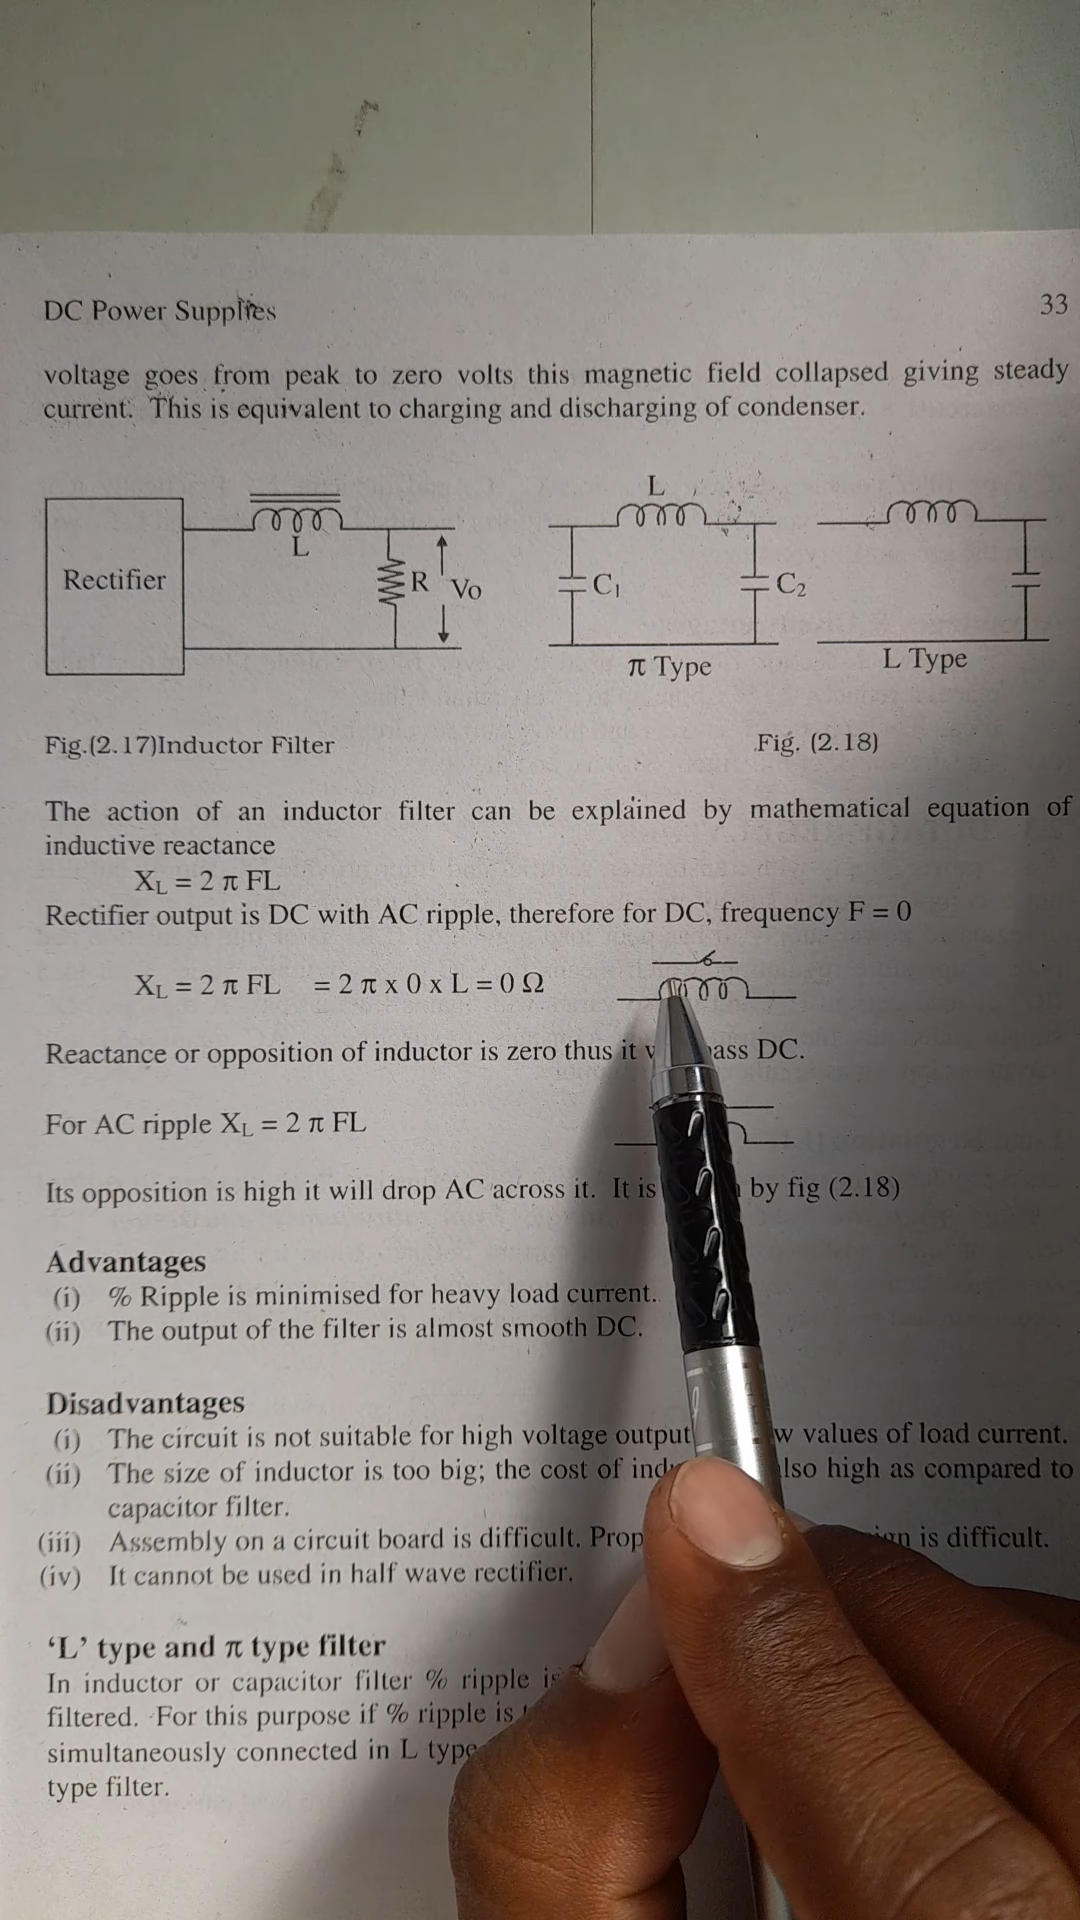 DC Power Supplies 33
voltage goes from peak to zero volts this magnetic field collapsed giving steady
current. This is equivalent to charging and discharging of condenser.
Rectifier
L
R
Vo
L
C₁
C₂
π Type
L Type
Fig.(2.17)Inductor Filter
Fig. (2.18)
The action of an inductor filter can be explained by mathematical equation of
inductive reactance
X_L = 2 π FL
Rectifier output is DC with AC ripple, therefore for DC, frequency F = 0
X_L = 2 π FL = 2 π x 0 x L = 0 Ω
Reactance or opposition of inductor is zero thus it DC.
For AC ripple X_L = 2 π FL
Its opposition is high it will drop AC across it. It is by fig (2.18)
Advantages
(i) % Ripple is minimised for heavy load current.
(ii) The output of the filter is almost smooth DC.
Disadvantages
(i) The circuit is not suitable for high voltage output values of load current.
(ii) The size of inductor is too big; the cost of high as compared to
capacitor filter.
(iii) Assembly on a circuit board is difficult. is difficult.
(iv) It cannot be used in half wave rectifier.
‘L’ type and π type filter
In inductor or capacitor filter % ripple is
filtered. For this purpose if % ripple is
simultaneously connected in L type
type filter.